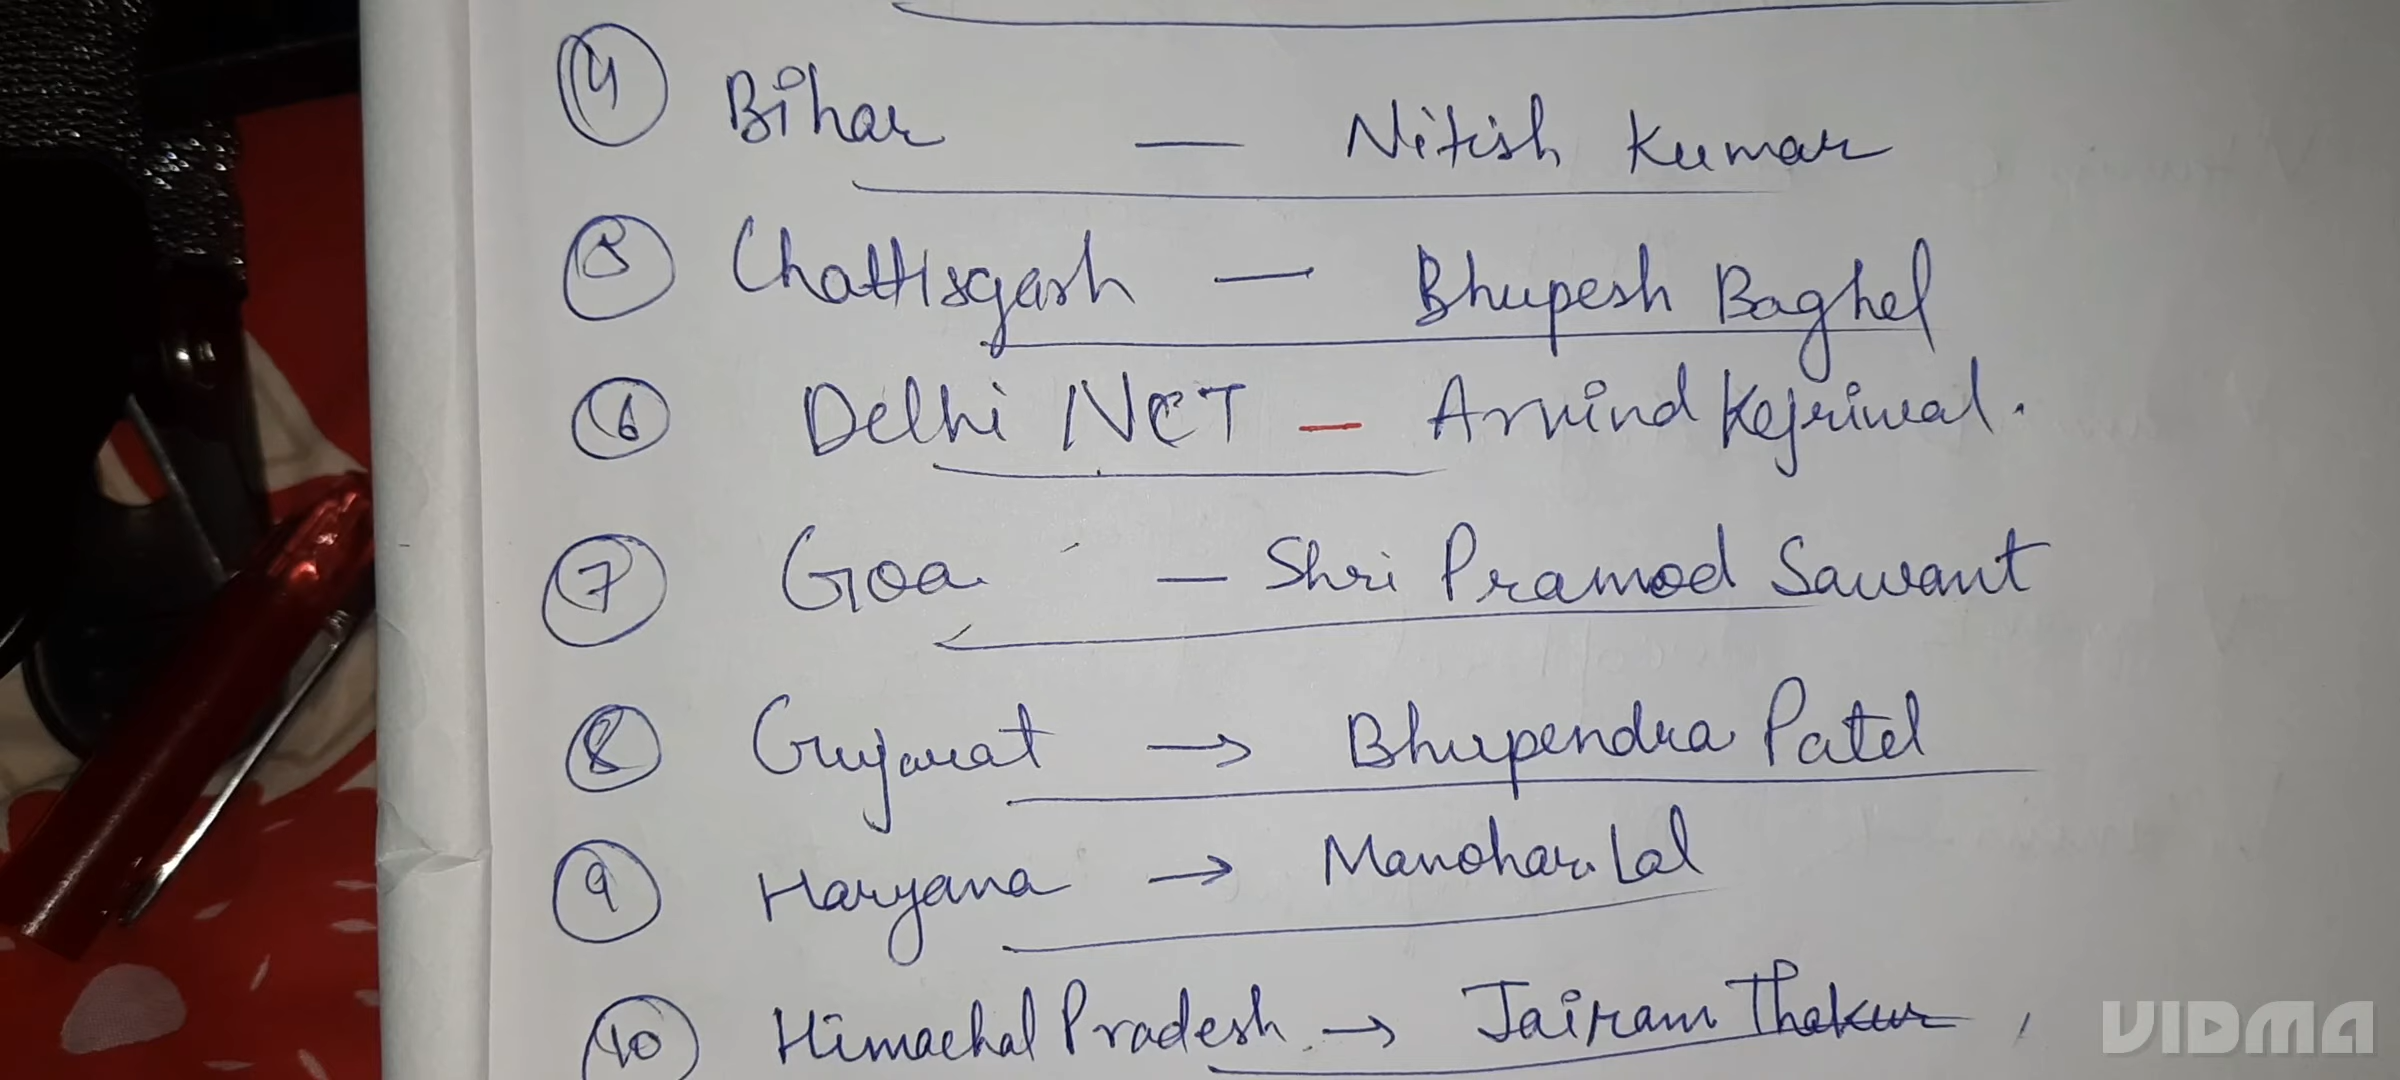 4 Bihar — Nitish Kumar
5 Chattisgarh — Bhupesh Baghel
6 Delhi NCT — Arvind Kejriwal.
7 Goa — Shri Pramod Sawant
8 Gujarat → Bhupendra Patel
9 Haryana → Manohar Lal
10 Himachal Pradesh → Jairam Thakur
VIDMA